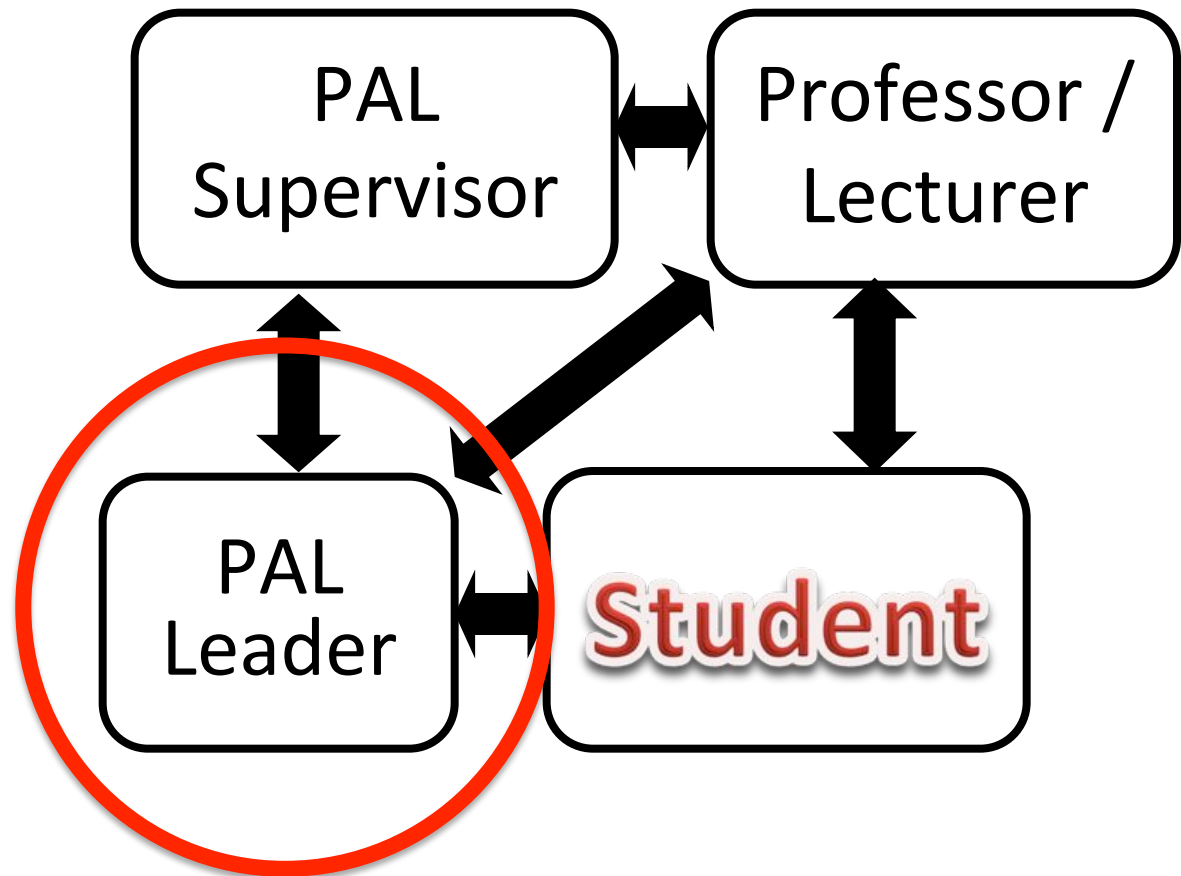 PAL
Supervisor
Professor /
Lecturer
PAL
Leader
Student